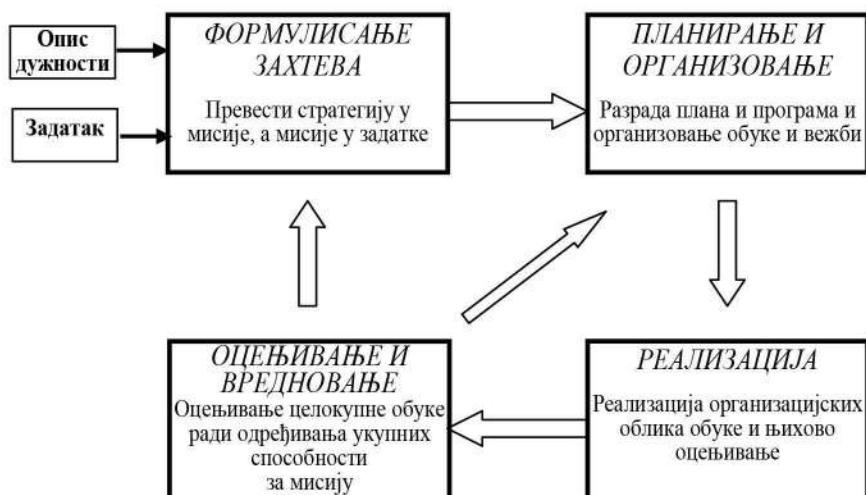 Опис
дужности
Задатак
ФОРМУЛИСАЊЕ
ЗАХТЕВА
Превести стратегију у
мисије, а мисије у задатке
ПЛАНИРАЊЕ И
ОРГАНИЗОВАЊЕ
Разрада плана и програма и
организовање обуке и вежби
ОЦЕЊИВАЊЕ И
ВРЕДНОВАЊЕ
Оцењивање целокупне обуке
ради одређивања укупних
способности
за мисију
РЕАЛИЗАЦИЈА
Реализација организацијских
облика обуке и њихово
оцењивање